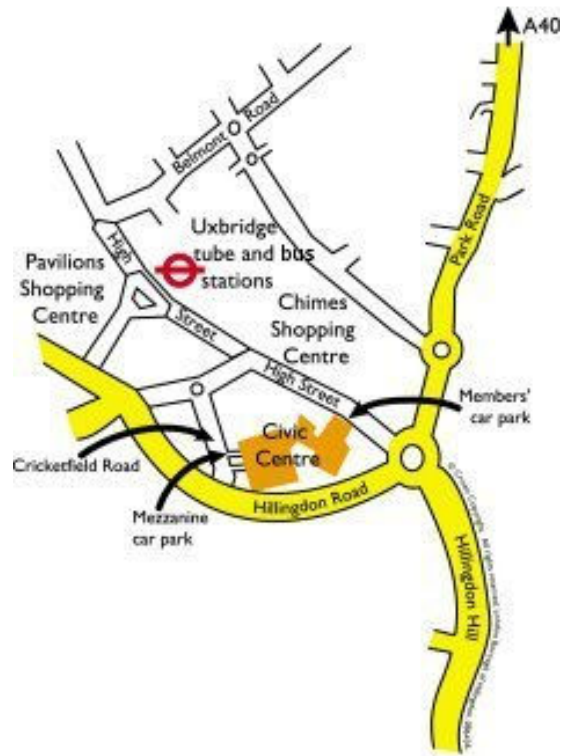 A40
Belmont Road
Park Road
Uxbridge
tube and bus
stations
High
Street
Pavilions
Shopping
Centre
Chimes
Shopping
Centre
High Street
Members'
car park
Civic
Centre
Cricketfield Road
Mezzanine
car park
Hillingdon Road
Hillingdon Hill